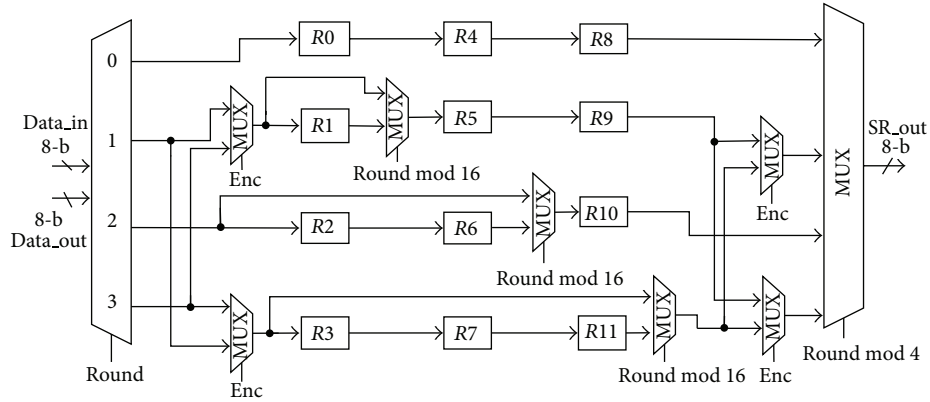 0
R0
R4
R8
MUX
Data_in
8-b
1
MUX
R1
MUX
R5
R9
MUX
SR_out
8-b
Enc
Round mod 16
8-b
Data_out
2
R2
R6
MUX
R10
Enc
Round mod 16
3
MUX
R3
R7
R11
MUX
MUX
Round
Enc
Round mod 16
Enc
Round mod 4